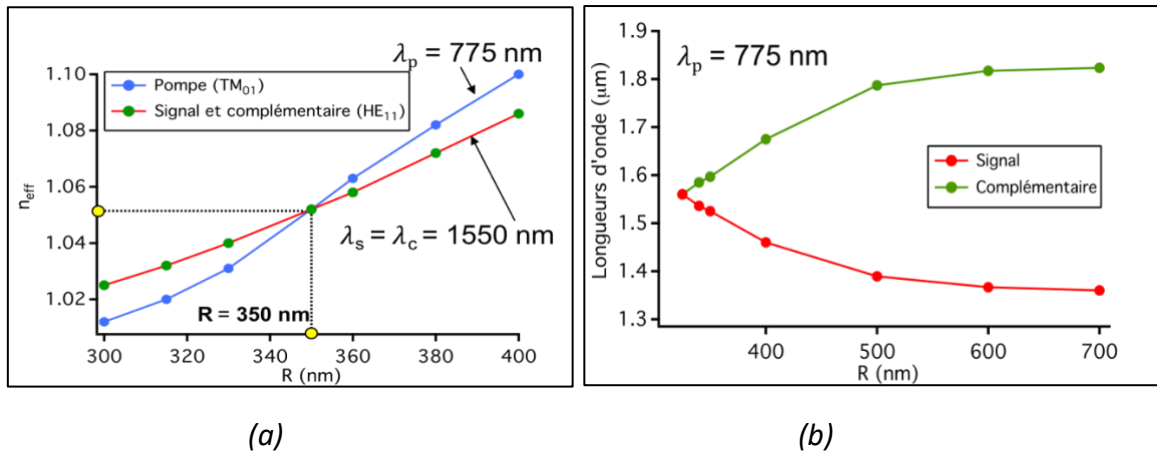 λp = 775 nm
1.10
1.08
1.06
1.04
1.02
neff
Pompe (TM01)
Signal et complémentaire (HE11)
λs = λc = 1550 nm
R = 350 nm
300 320 340 360 380 400
R (nm)
(a)
1.9
1.8
1.7
1.6
1.5
1.4
1.3
Longueurs d'onde (μm)
λp = 775 nm
Signal
Complémentaire
400 500 600 700
R (nm)
(b)